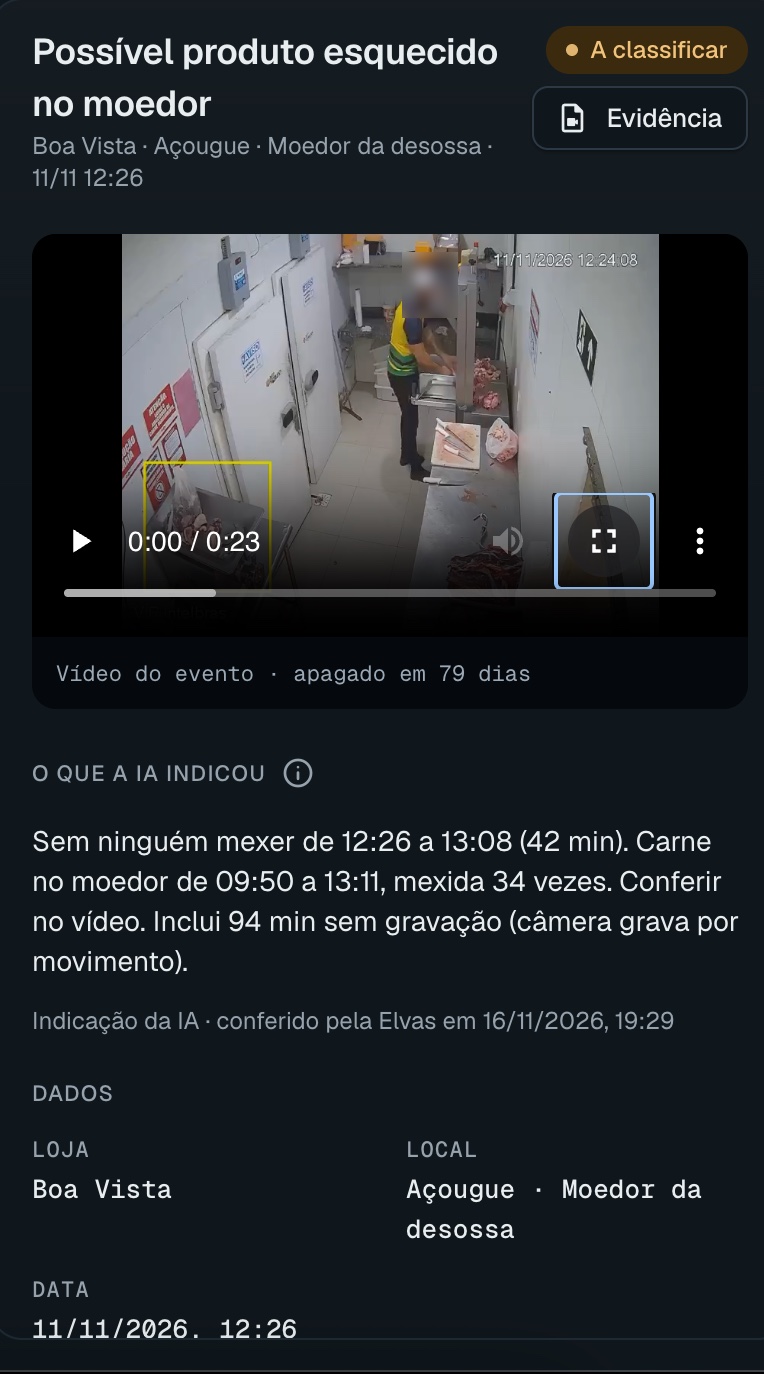 Possível produto esquecido
no moedor
A classificar
Evidência
Boa Vista · Açougue · Moedor da desossa ·
11/11 12:26
11/11/2026 12:24:08
0:00 / 0:23
Vídeo do evento · apagado em 79 dias
O QUE A IA INDICOU
Sem ninguém mexer de 12:26 a 13:08 (42 min). Carne
no moedor de 09:50 a 13:11, mexida 34 vezes. Conferir
no vídeo. Inclui 94 min sem gravação (câmera grava por
movimento).
Indicação da IA · conferido pela Elvas em 16/11/2026, 19:29
DADOS
LOJA
Boa Vista
LOCAL
Açougue · Moedor da
desossa
DATA
11/11/2026, 12:26